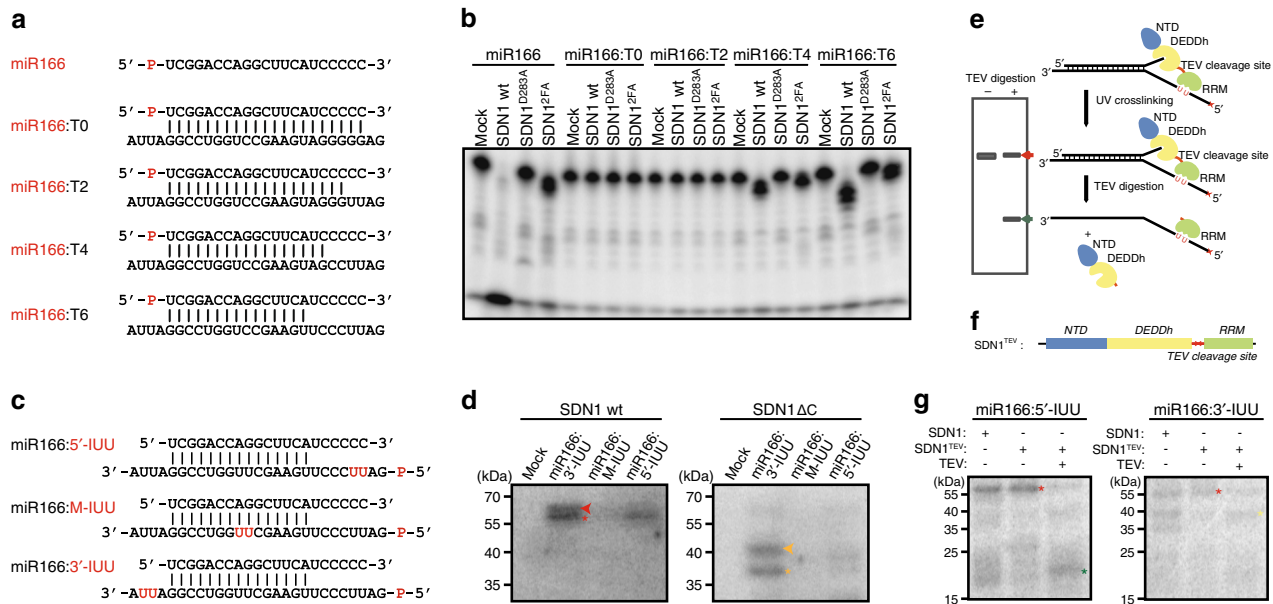 a
miR166
5′-P-UCGGACCAGGCUUCAUCCCCC-3′
miR166:T0
5′-P-UCGGACCAGGCUUCAUCCCCC-3′
AUUAGGCCUGGUCCGAAGUAGGGGGAG
miR166:T2
5′-P-UCGGACCAGGCUUCAUCCCCC-3′
AUUAGGCCUGGUCCGAAGUAGGGUUAG
miR166:T4
5′-P-UCGGACCAGGCUUCAUCCCCC-3′
AUUAGGCCUGGUCCGAAGUAGCCUUAG
miR166:T6
5′-P-UCGGACCAGGCUUCAUCCCCC-3′
AUUAGGCCUGGUCCGAAGUUCCCUUAG
b
miR166 miR166:T0 miR166:T2 miR166:T4 miR166:T6
Mock SDN1 wt SDN1D283A SDN12FA Mock SDN1 wt SDN1D283A SDN12FA Mock SDN1 wt SDN1D283A SDN12FA Mock SDN1 wt SDN1D283A SDN12FA Mock SDN1 wt SDN1D283A SDN12FA
c
miR166:5′-IUU
5′-UCGGACCAGGCUUCAUCCCCC-3′
3′-AUUAGGCCUGGUUCGAAGUUCCCUUAG-P-5′
miR166:M-IUU
5′-UCGGACCAGGCUUCAUCCCCC-3′
3′-AUUAGGCCUGGUUCGAAGUUCCCUUAG-P-5′
miR166:3′-IUU
5′-UCGGACCAGGCUUCAUCCCCC-3′
3′-AUUAGGCCUGGUCCGAAGUUCCCUUAG-P-5′
d
SDN1 wt SDN1ΔC
Mock miR166:3′-IUU miR166:M-IUU miR166:5′-IUU Mock miR166:3′-IUU miR166:M-IUU miR166:5′-IUU
(kDa) (kDa)
70 70
55 55
40 40
35 35
e
TEV digestion
− +
NTD
DEDDh
TEV cleavage site
RRM
5′
3′
UU
5′
UV crosslinking
NTD
DEDDh
TEV cleavage site
RRM
5′
3′
UU
5′
TEV digestion
3′
RRM
UU
5′
+
NTD
DEDDh
f
NTD DEDDh RRM
SDN1TEV :
TEV cleavage site
g
miR166:5′-IUU miR166:3′-IUU
SDN1: + - - + - -
SDN1TEV: - + + - + +
TEV: - - + - - +
(kDa) (kDa)
55 55
40 40
35 35
25 25
15 15